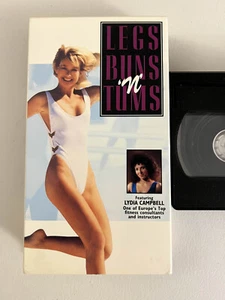 LEGS
BUNS
'N'
TUMS
Featuring
LYDIA CAMPBELL
One of Europe's Top
fitness consultants
and instructors